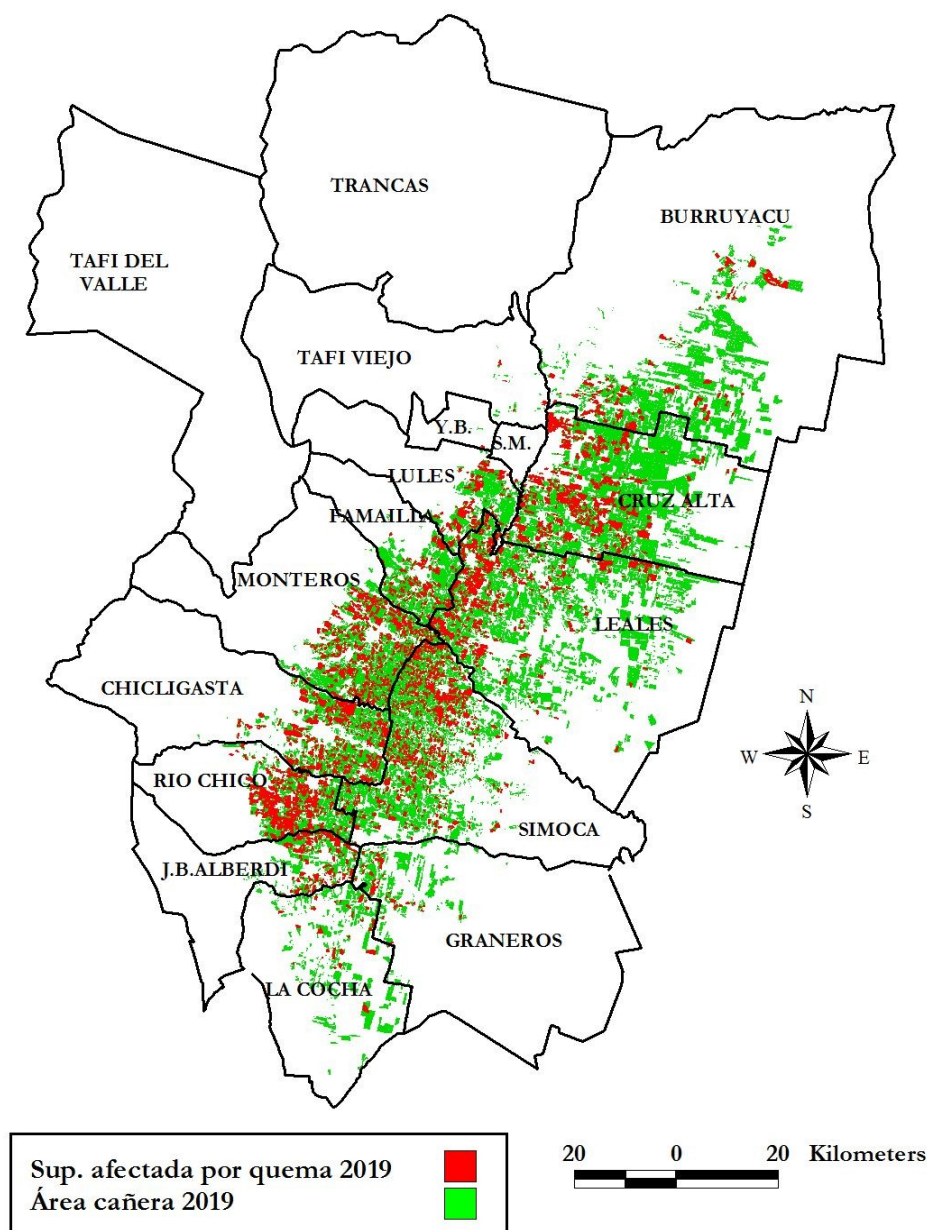 TRANCAS
BURRUYACU
TAFI DEL
VALLE
TAFI VIEJO
Y.B.
S.M.
LULES
CRUZ ALTA
FAMAILLA
MONTEROS
LEALES
CHICLIGASTA
N
W E
S
RIO CHICO
SIMOCA
J.B.ALBERDI
GRANEROS
LA COCHA
Sup. afectada por quema 2019
Área cañera 2019
20 0 20 Kilometers